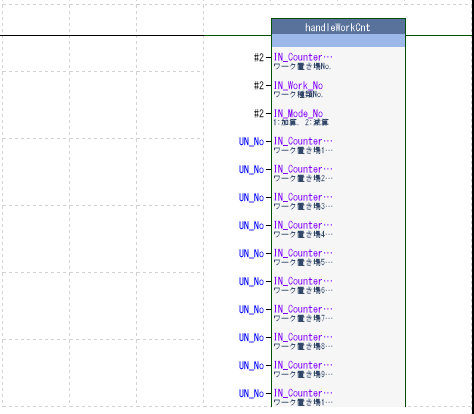 handleWorkCnt
#2 IN_Counter…
ワーク置き場No.
#2 IN_Work_No
ワーク種類No.
#2 IN_Mode_No
1:加算, 2:減算
UN_No IN_Counter…
ワーク置き場1…
UN_No IN_Counter…
ワーク置き場2…
UN_No IN_Counter…
ワーク置き場3…
UN_No IN_Counter…
ワーク置き場4…
UN_No IN_Counter…
ワーク置き場5…
UN_No IN_Counter…
ワーク置き場6…
UN_No IN_Counter…
ワーク置き場7…
UN_No IN_Counter…
ワーク置き場8…
UN_No IN_Counter…
ワーク置き場9…
UN_No IN_Counter…
ワーク置き場1…